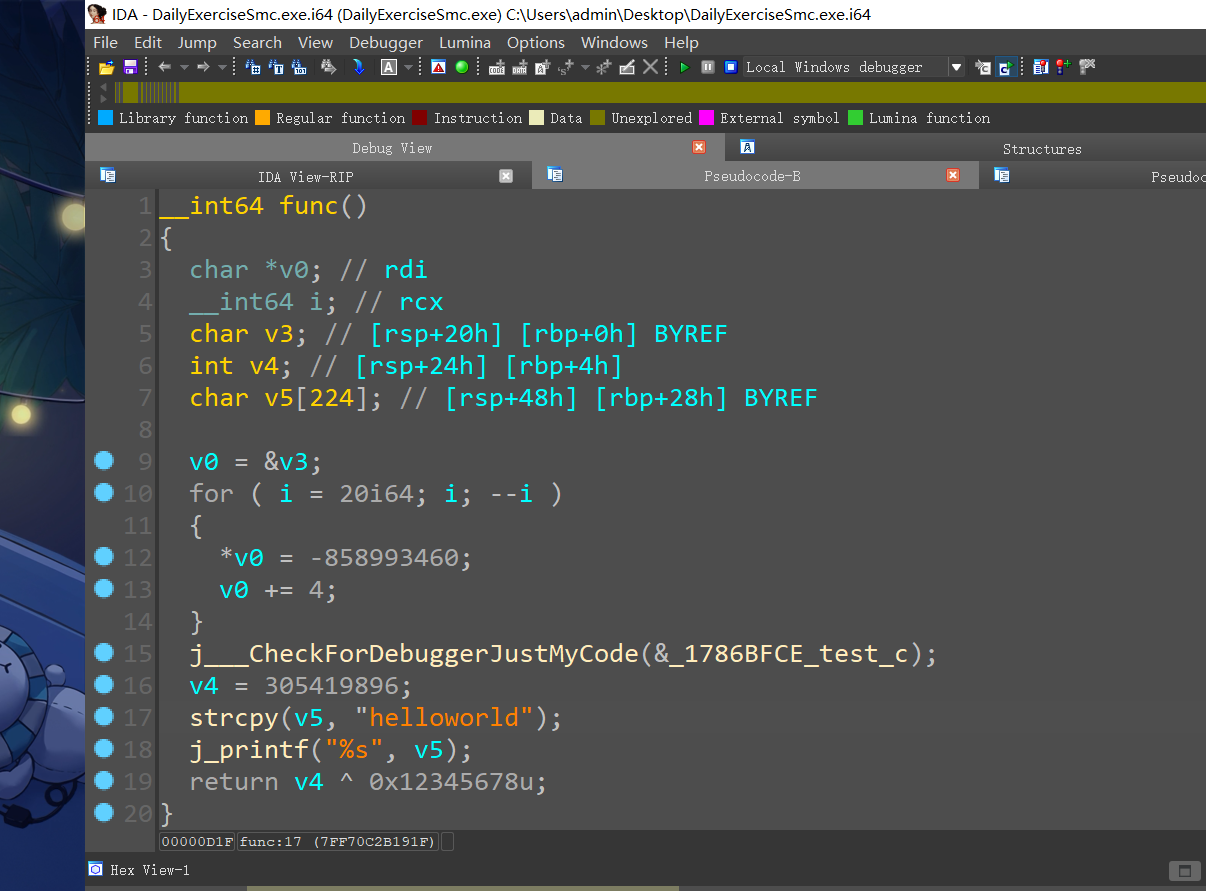 IDA - DailyExerciseSmc.exe.i64 (DailyExerciseSmc.exe) C:\Users\admin\Desktop\DailyExerciseSmc.exe.i64
File Edit Jump Search View Debugger Lumina Options Windows Help
Local Windows debugger
Library function Regular function Instruction Data Unexplored External symbol Lumina function
Debug View Structures
IDA View-RIP Pseudocode-B Pseudoc
1 __int64 func()
2 {
3 char *v0; // rdi
4 __int64 i; // rcx
5 char v3; // [rsp+20h] [rbp+0h] BYREF
6 int v4; // [rsp+24h] [rbp+4h]
7 char v5[224]; // [rsp+48h] [rbp+28h] BYREF
8
9 v0 = &v3;
10 for ( i = 20i64; i; --i )
11 {
12 *v0 = -858993460;
13 v0 += 4;
14 }
15 j___CheckForDebuggerJustMyCode(&_1786BFCE_test_c);
16 v4 = 305419896;
17 strcpy(v5, "helloworld");
18 j_printf("%s", v5);
19 return v4 ^ 0x12345678u;
20 }
00000D1F func:17 (7FF70C2B191F)
Hex View-1